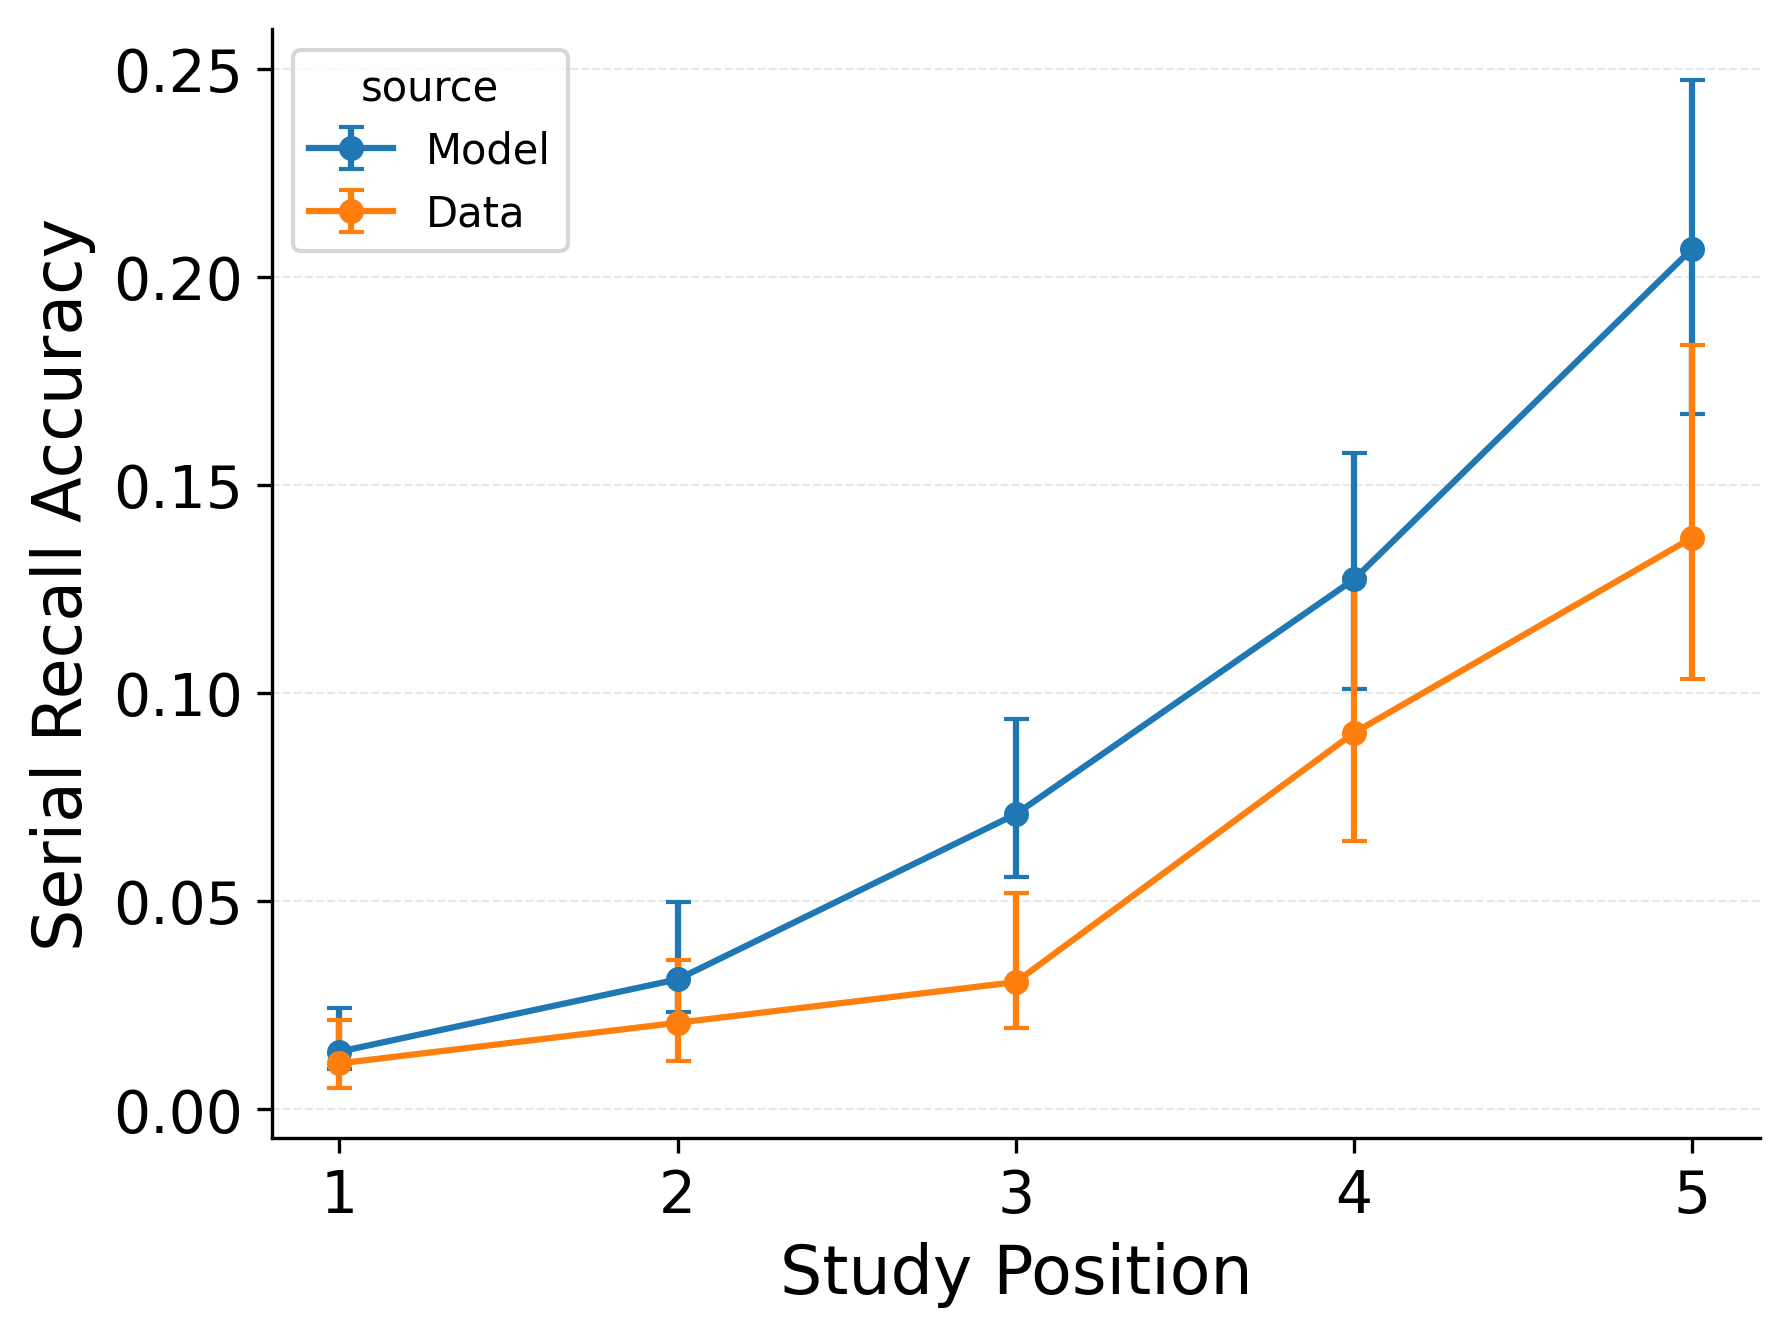 source
Model
Data
0.25
0.20
0.15
0.10
0.05
0.00
Serial Recall Accuracy
1 2 3 4 5
Study Position